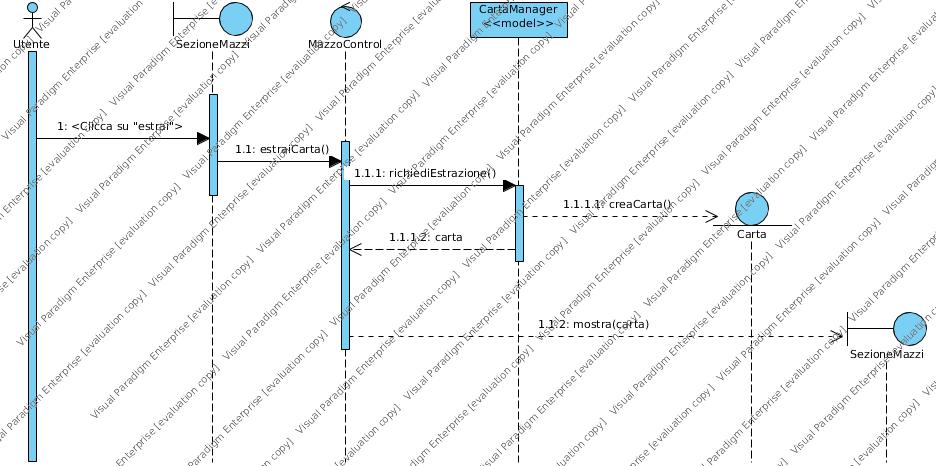 CartaManager
<<model>>
Utente
SezioneMazzi
MazzoControl
1: <Clicca su "estrai">
1.1: estraiCarta()
1.1.1: richiediEstrazione()
1.1.1.1: creaCarta()
Carta
1.1.1.2: carta
1.1.2: mostra(carta)
SezioneMazzi
Visual Paradigm Enterprise [evaluation copy]